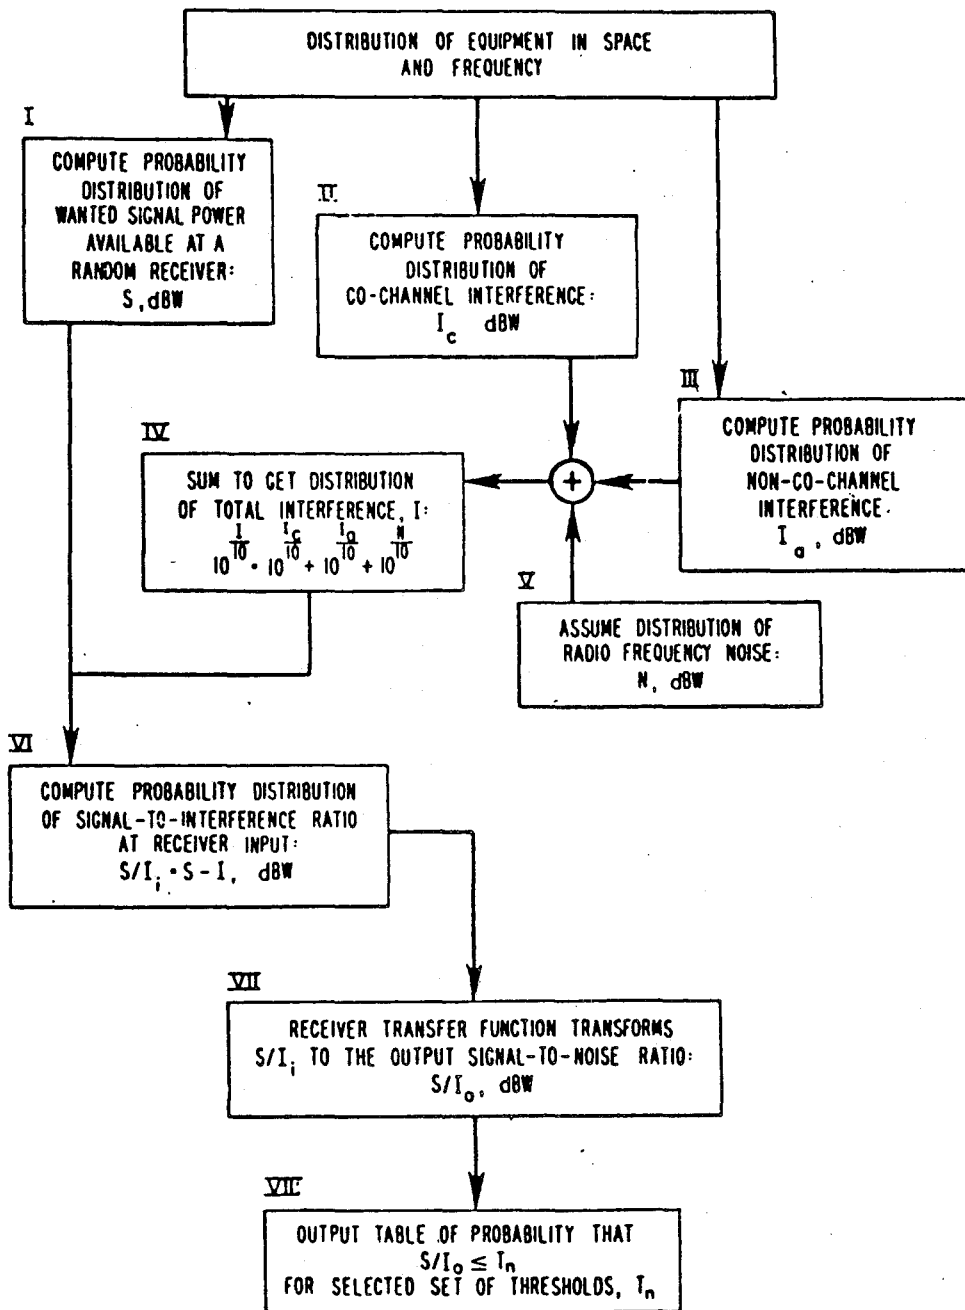 DISTRIBUTION OF EQUIPMENT IN SPACE
AND FREQUENCY
I
COMPUTE PROBABILITY
DISTRIBUTION OF
WANTED SIGNAL POWER
AVAILABLE AT A
RANDOM RECEIVER:
S, dBW
II
COMPUTE PROBABILITY
DISTRIBUTION OF
CO-CHANNEL INTERFERENCE:
I_c dBW
III
COMPUTE PROBABILITY
DISTRIBUTION OF
NON-CO-CHANNEL
INTERFERENCE.
I_a, dBW
IV
SUM TO GET DISTRIBUTION
OF TOTAL INTERFERENCE, I:
10^(I/10) = 10^(I_c/10) + 10^(I_a/10) + 10^(N/10)
+
V
ASSUME DISTRIBUTION OF
RADIO FREQUENCY NOISE:
N, dBW
VI
COMPUTE PROBABILITY DISTRIBUTION
OF SIGNAL-TO-INTERFERENCE RATIO
AT RECEIVER INPUT:
S/I_i = S - I, dBW
VII
RECEIVER TRANSFER FUNCTION TRANSFORMS
S/I_i TO THE OUTPUT SIGNAL-TO-NOISE RATIO:
S/I_o, dBW
VIII
OUTPUT TABLE OF PROBABILITY THAT
S/I_o ≤ T_n
FOR SELECTED SET OF THRESHOLDS, T_n